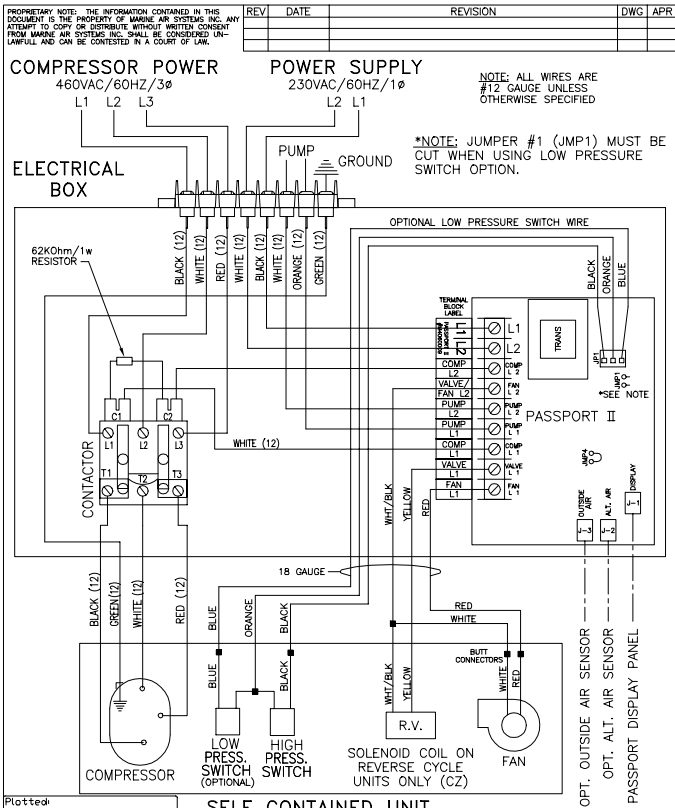 PROPRIETARY NOTE: THE INFORMATION CONTAINED IN THIS
DOCUMENT IS THE PROPERTY OF MARINE AIR SYSTEMS INC. ANY
ATTEMPT TO COPY OR DISTRIBUTE WITHOUT WRITTEN CONSENT
FROM MARINE AIR SYSTEMS INC. SHALL BE CONSIDERED UN-
LAWFULL AND CAN BE CONTESTED IN A COURT OF LAW.
REV DATE REVISION DWG APR
COMPRESSOR POWER
460VAC/60HZ/3ø
L1 L2 L3
POWER SUPPLY
230VAC/60HZ/1ø
L2 L1
NOTE: ALL WIRES ARE
#12 GAUGE UNLESS
OTHERWISE SPECIFIED
*NOTE: JUMPER #1 (JMP1) MUST BE
CUT WHEN USING LOW PRESSURE
SWITCH OPTION.
PUMP
GROUND
ELECTRICAL
BOX
OPTIONAL LOW PRESSURE SWITCH WIRE
BLACK (12)
WHITE (12)
RED (12)
WHITE (12)
BLACK (12)
WHITE (12)
ORANGE (12)
GREEN (12)
BLACK
ORANGE
BLUE
62KOhm/1w
RESISTOR
TERMINAL
BLOCK
LABEL
PASSPORT II
L1 L1
L2 L2
COMP L2 COMP L 2
VALVE/ FAN L2 FAN L 2
PUMP L2 PUMP L 2
PUMP L1 PUMP L 1
COMP L1 COMP L 1
VALVE L1 VALVE L 1
FAN L1 FAN L 1
TRANS
JP1
JMP1
*SEE NOTE
PASSPORT II
JMP4
C1 C2
L1 L2 L3
T1 T2 T3
CONTACTOR
WHITE (12)
WHT/BLK
YELLOW
RED
OUTSIDE AIR
J-3
ALT. AIR
J-2
DISPLAY
J-1
18 GAUGE
BLACK (12)
GREEN(12)
WHITE (12)
RED (12)
BLUE
ORANGE
BLACK
RED
WHITE
BUTT
CONNECTORS
BLUE
BLACK
WHT/BLK
YELLOW
WHITE
RED
R.V.
COMPRESSOR
LOW
PRESS.
SWITCH
(OPTIONAL)
HIGH
PRESS.
SWITCH
SOLENOID COIL ON
REVERSE CYCLE
UNITS ONLY (CZ)
FAN
OPT. OUTSIDE AIR SENSOR
OPT. ALT. AIR SENSOR
PASSPORT DISPLAY PANEL
Plotted:
SELF CONTAINED UNIT